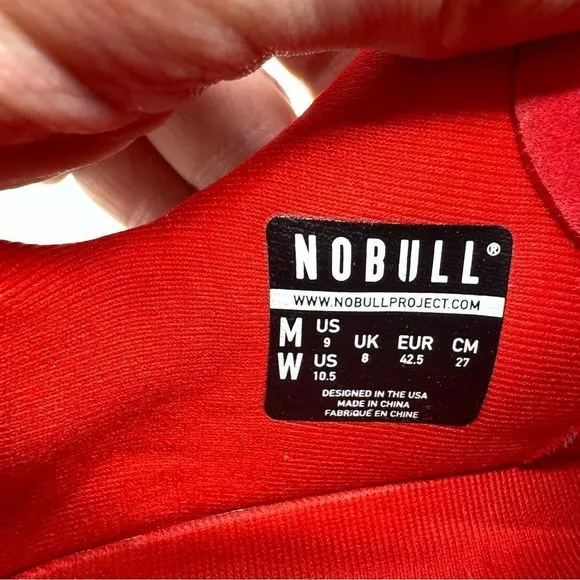 NOBULL®
WWW.NOBULLPROJECT.COM
M US 9 UK 8 EUR 42.5 CM 27
W US 10.5
DESIGNED IN THE USA
MADE IN CHINA
FABRIQUÉ EN CHINE